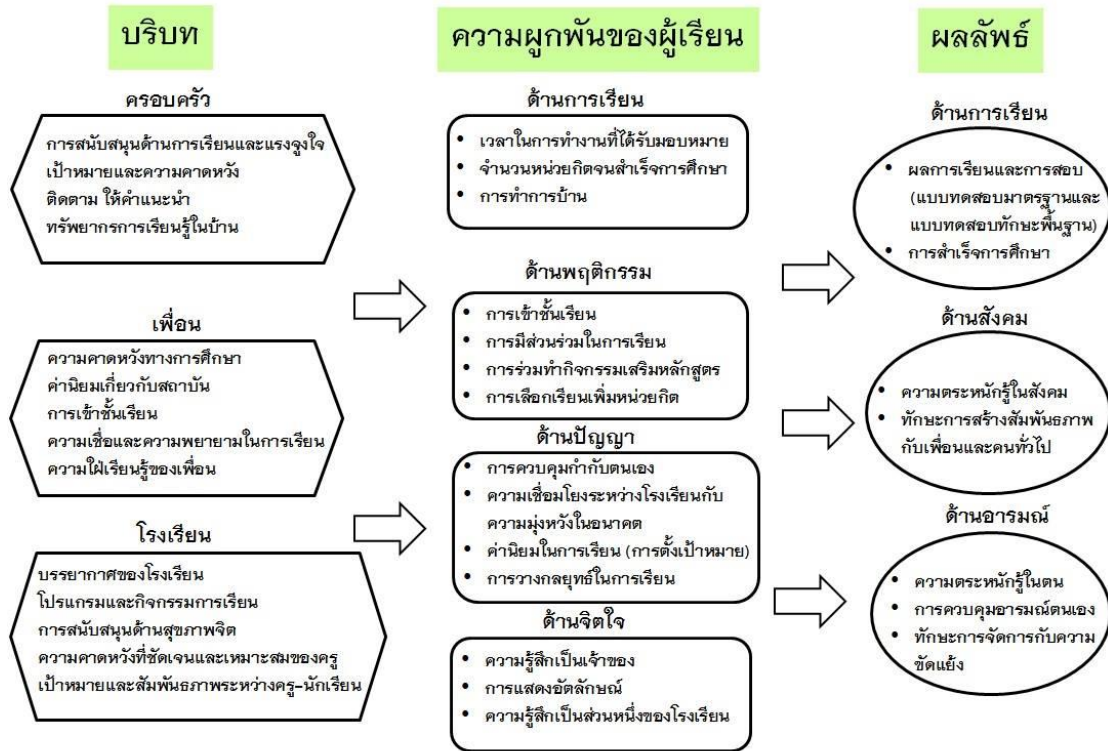 บริบท
ครอบครัว
การสนับสนุนด้านการเรียนและแรงจูงใจ
เป้าหมายและความคาดหวัง
ติดตาม ให้คำแนะนำ
ทรัพยากรการเรียนรู้ในบ้าน
เพื่อน
ความคาดหวังทางการศึกษา
ค่านิยมเกี่ยวกับสถาบัน
การเข้าชั้นเรียน
ความเชื่อและความพยายามในการเรียน
ความใฝ่เรียนรู้ของเพื่อน
โรงเรียน
บรรยากาศของโรงเรียน
โปรแกรมและกิจกรรมการเรียน
การสนับสนุนด้านสุขภาพจิต
ความคาดหวังที่ชัดเจนและเหมาะสมของครู
เป้าหมายและสัมพันธภาพระหว่างครู-นักเรียน
ความผูกพันของผู้เรียน
ด้านการเรียน
• เวลาในการทำงานที่ได้รับมอบหมาย
• จำนวนหน่วยกิตจนสำเร็จการศึกษา
• การทำการบ้าน
ด้านพฤติกรรม
• การเข้าชั้นเรียน
• การมีส่วนร่วมในการเรียน
• การร่วมทำกิจกรรมเสริมหลักสูตร
• การเลือกเรียนเพิ่มหน่วยกิต
ด้านปัญญา
• การควบคุมกำกับตนเอง
• ความเชื่อมโยงระหว่างโรงเรียนกับ
ความมุ่งหวังในอนาคต
• ค่านิยมในการเรียน (การตั้งเป้าหมาย)
• การวางกลยุทธ์ในการเรียน
ด้านจิตใจ
• ความรู้สึกเป็นเจ้าของ
• การแสดงอัตลักษณ์
• ความรู้สึกเป็นส่วนหนึ่งของโรงเรียน
ผลลัพธ์
ด้านการเรียน
• ผลการเรียนและการสอบ
(แบบทดสอบมาตรฐานและ
แบบทดสอบทักษะพื้นฐาน)
• การสำเร็จการศึกษา
ด้านสังคม
• ความตระหนักรู้ในสังคม
• ทักษะการสร้างสัมพันธภาพ
กับเพื่อนและคนทั่วไป
ด้านอารมณ์
• ความตระหนักรู้ในตน
• การควบคุมอารมณ์ตนเอง
• ทักษะการจัดการกับความ
ขัดแย้ง